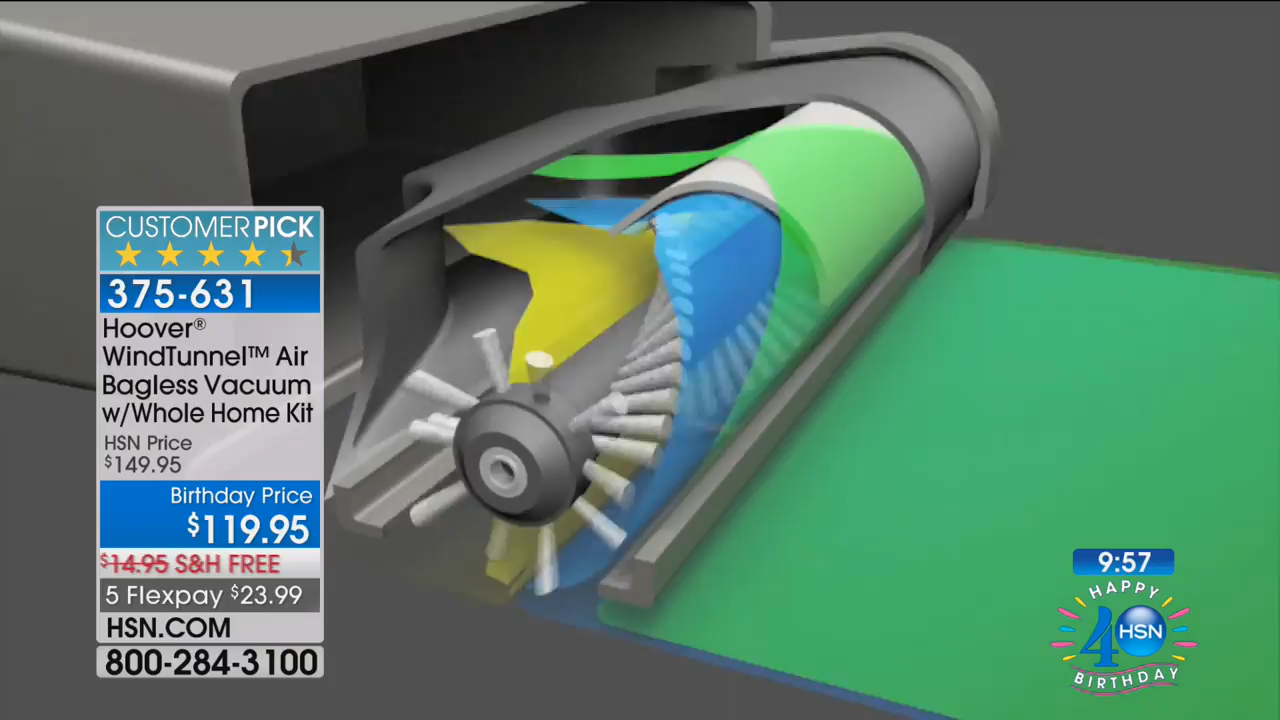 CUSTOMERPICK
375-631
Hoover®
WindTunnel™ Air
Bagless Vacuum
w/Whole Home Kit
HSN Price
$149.95
Birthday Price
$119.95
$14.95 S&H FREE
5 Flexpay $23.99
HSN.COM
800-284-3100
9:57
HAPPY
40
HSN
BIRTHDAY